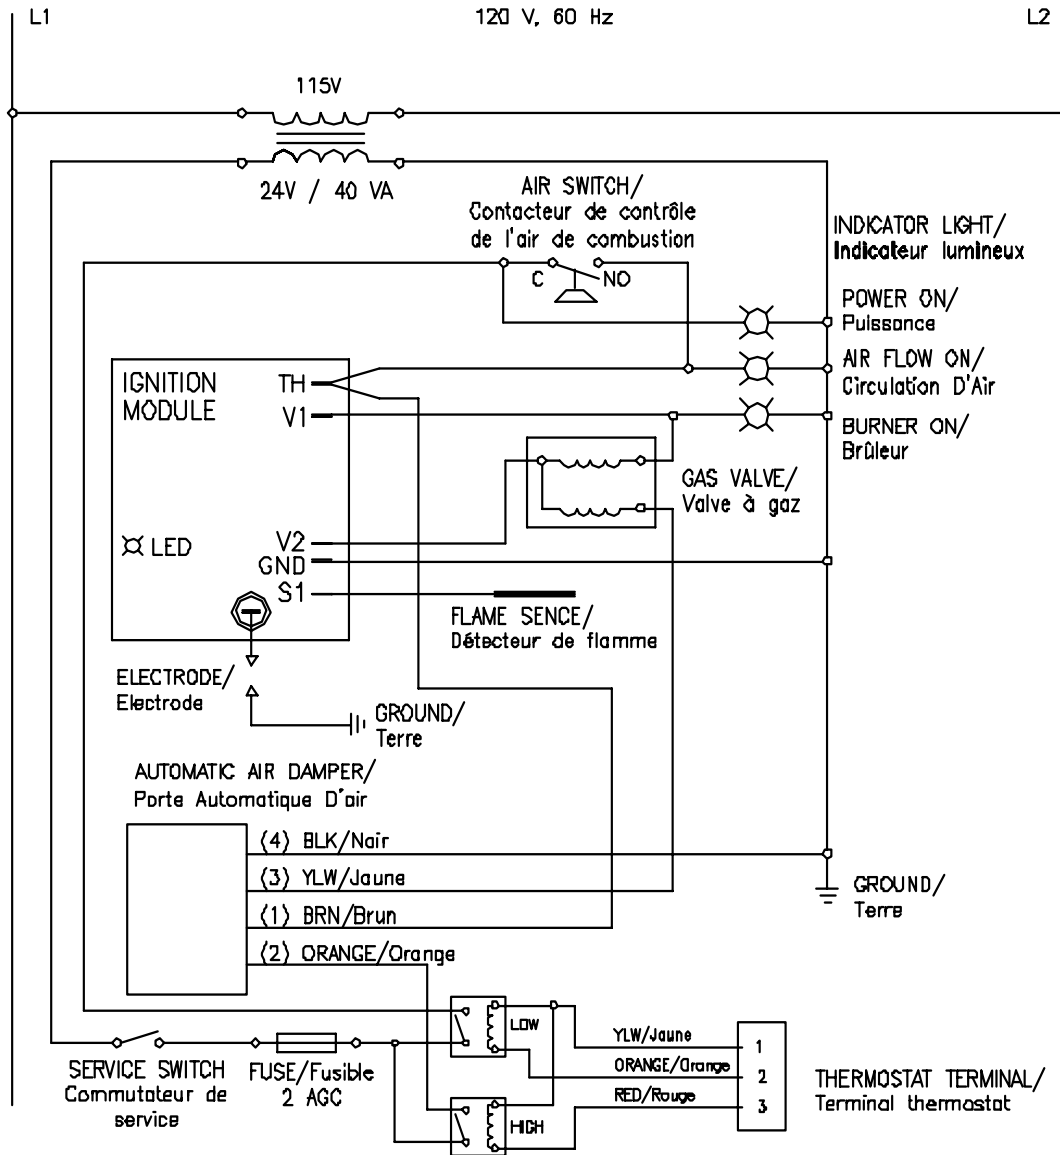 L1
120 V, 60 Hz
L2
115V
24V / 40 VA
AIR SWITCH/
Contacteur de contrôle
de l'air de combustion
C
NO
INDICATOR LIGHT/
Indicateur lumineux
POWER ON/
Puissance
AIR FLOW ON/
Circulation D'Air
BURNER ON/
Brûleur
IGNITION
MODULE
TH
V1
GAS VALVE/
Valve à gaz
LED
V2
GND
S1
FLAME SENCE/
Détecteur de flamme
ELECTRODE/
Electrode
GROUND/
Terre
AUTOMATIC AIR DAMPER/
Porte Automatique D'air
(4) BLK/Noir
(3) YLW/Jaune
(1) BRN/Brun
(2) ORANGE/Orange
GROUND/
Terre
LOW
YLW/Jaune
1
ORANGE/Orange
2
RED/Rouge
3
THERMOSTAT TERMINAL/
Terminal thermostat
SERVICE SWITCH
Commutateur de
service
FUSE/Fusible
2 AGC
HIGH